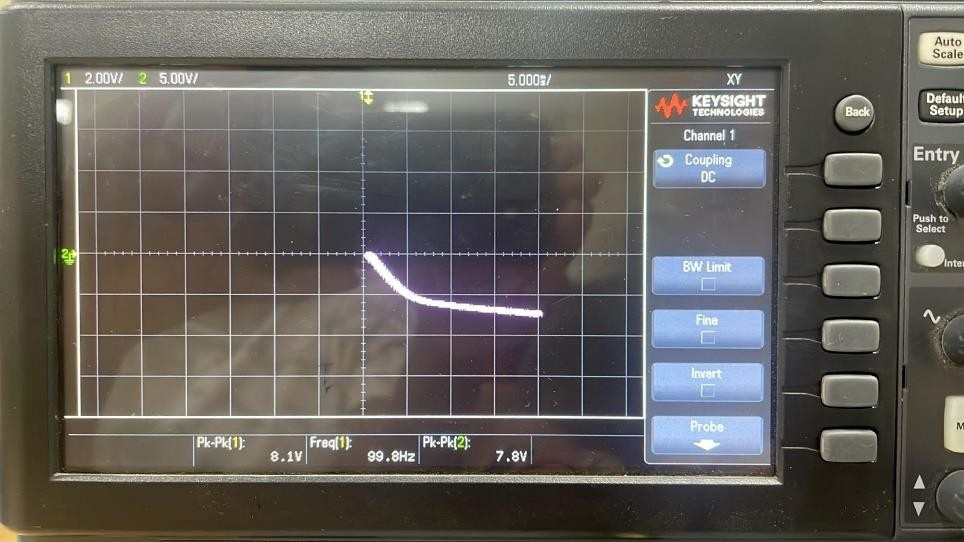 1 2.00V/ 2 5.00V/ 5.000s/ XY
KEYSIGHT
TECHNOLOGIES
Channel 1
Coupling
DC
BW Limit
Fine
Invert
Probe
Pk-Pk(1):
8.1V
Freq(1):
99.8Hz
Pk-Pk(2):
7.8V
2
Back
Auto
Scale
Default
Setup
Entry
Push to
Select
Inten
M